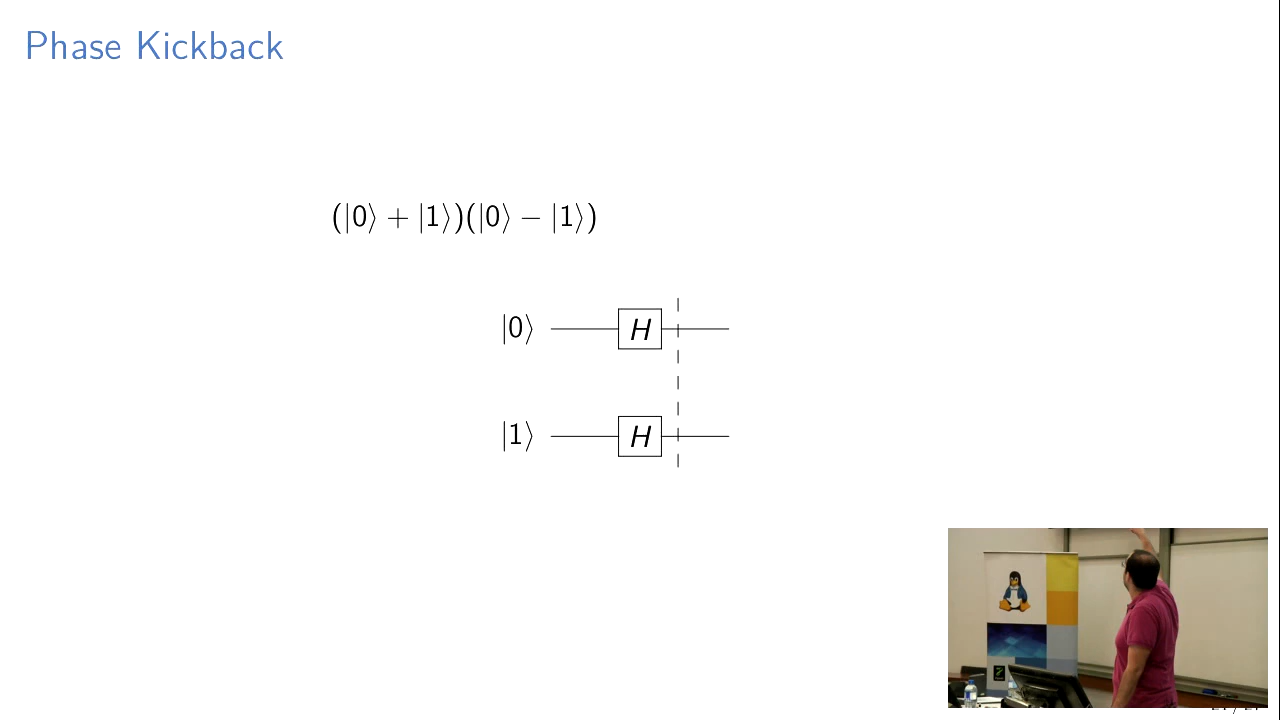 Phase Kickback
(|0⟩ + |1⟩)(|0⟩ − |1⟩)
|0⟩ H
|1⟩ H